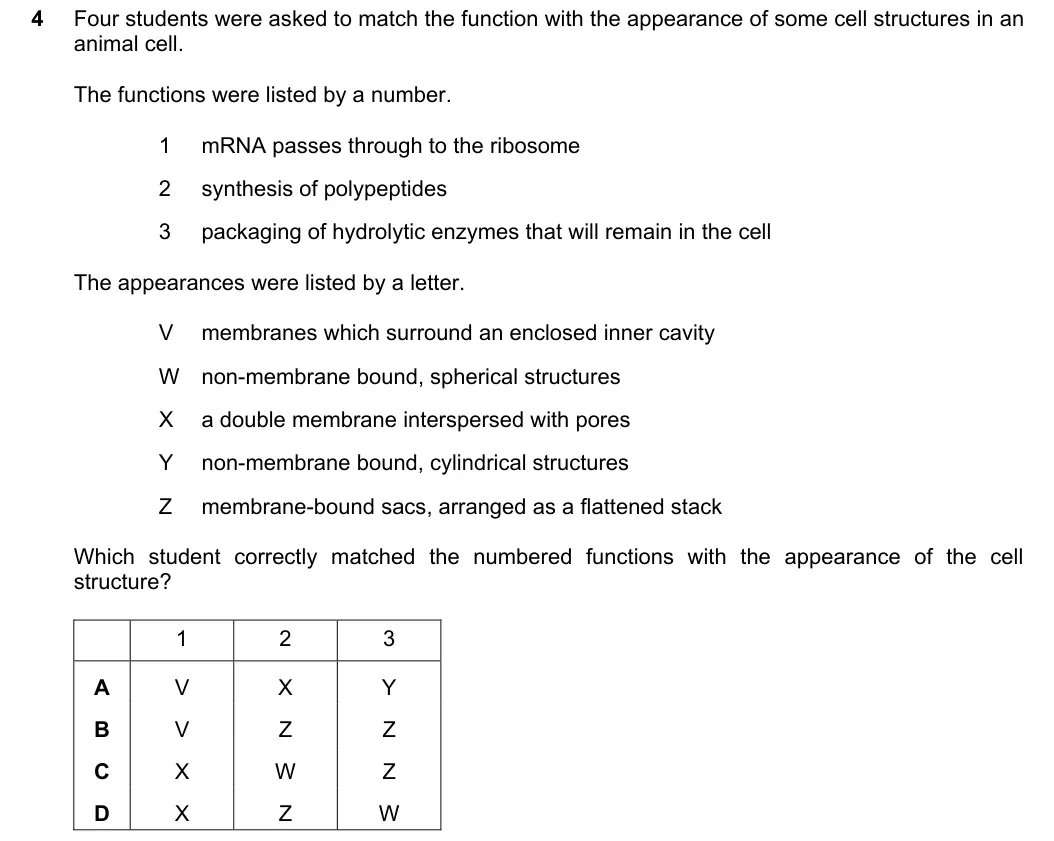 4 Four students were asked to match the function with the appearance of some cell structures in an
animal cell.
The functions were listed by a number.
1 mRNA passes through to the ribosome
2 synthesis of polypeptides
3 packaging of hydrolytic enzymes that will remain in the cell
The appearances were listed by a letter.
V membranes which surround an enclosed inner cavity
W non-membrane bound, spherical structures
X a double membrane interspersed with pores
Y non-membrane bound, cylindrical structures
Z membrane-bound sacs, arranged as a flattened stack
Which student correctly matched the numbered functions with the appearance of the cell
structure?
1 2 3
A V X Y
B V Z Z
C X W Z
D X Z W